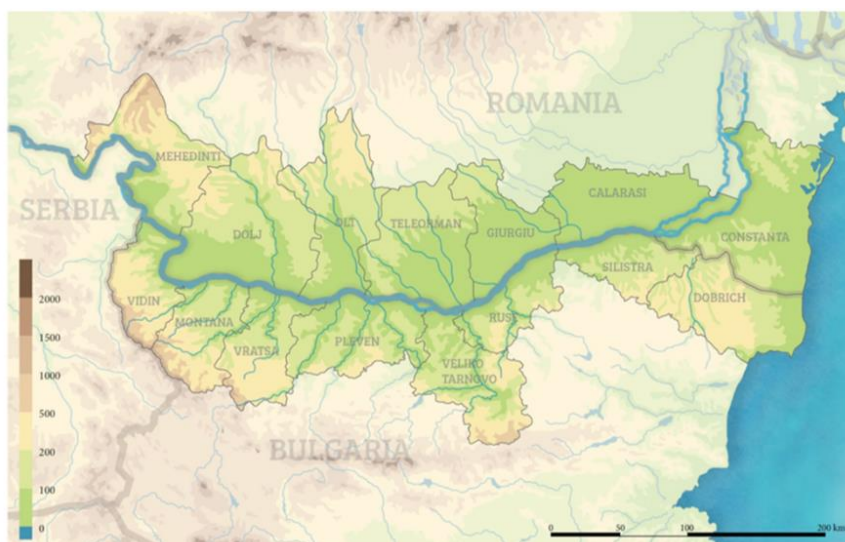 ROMANIA
MEHEDINTI
CALARASI
SERBIA
OLT
TELEORMAN
DOLJ
GIURGIU
CONSTANTA
SILISTRA
VIDIN
DOBRICH
MONTANA
RUSE
PLEVEN
VRATSA
VELIKO
TARNOVO
BULGARIA
2000
1500
1000
500
200
100
0
0 50 100 200 km